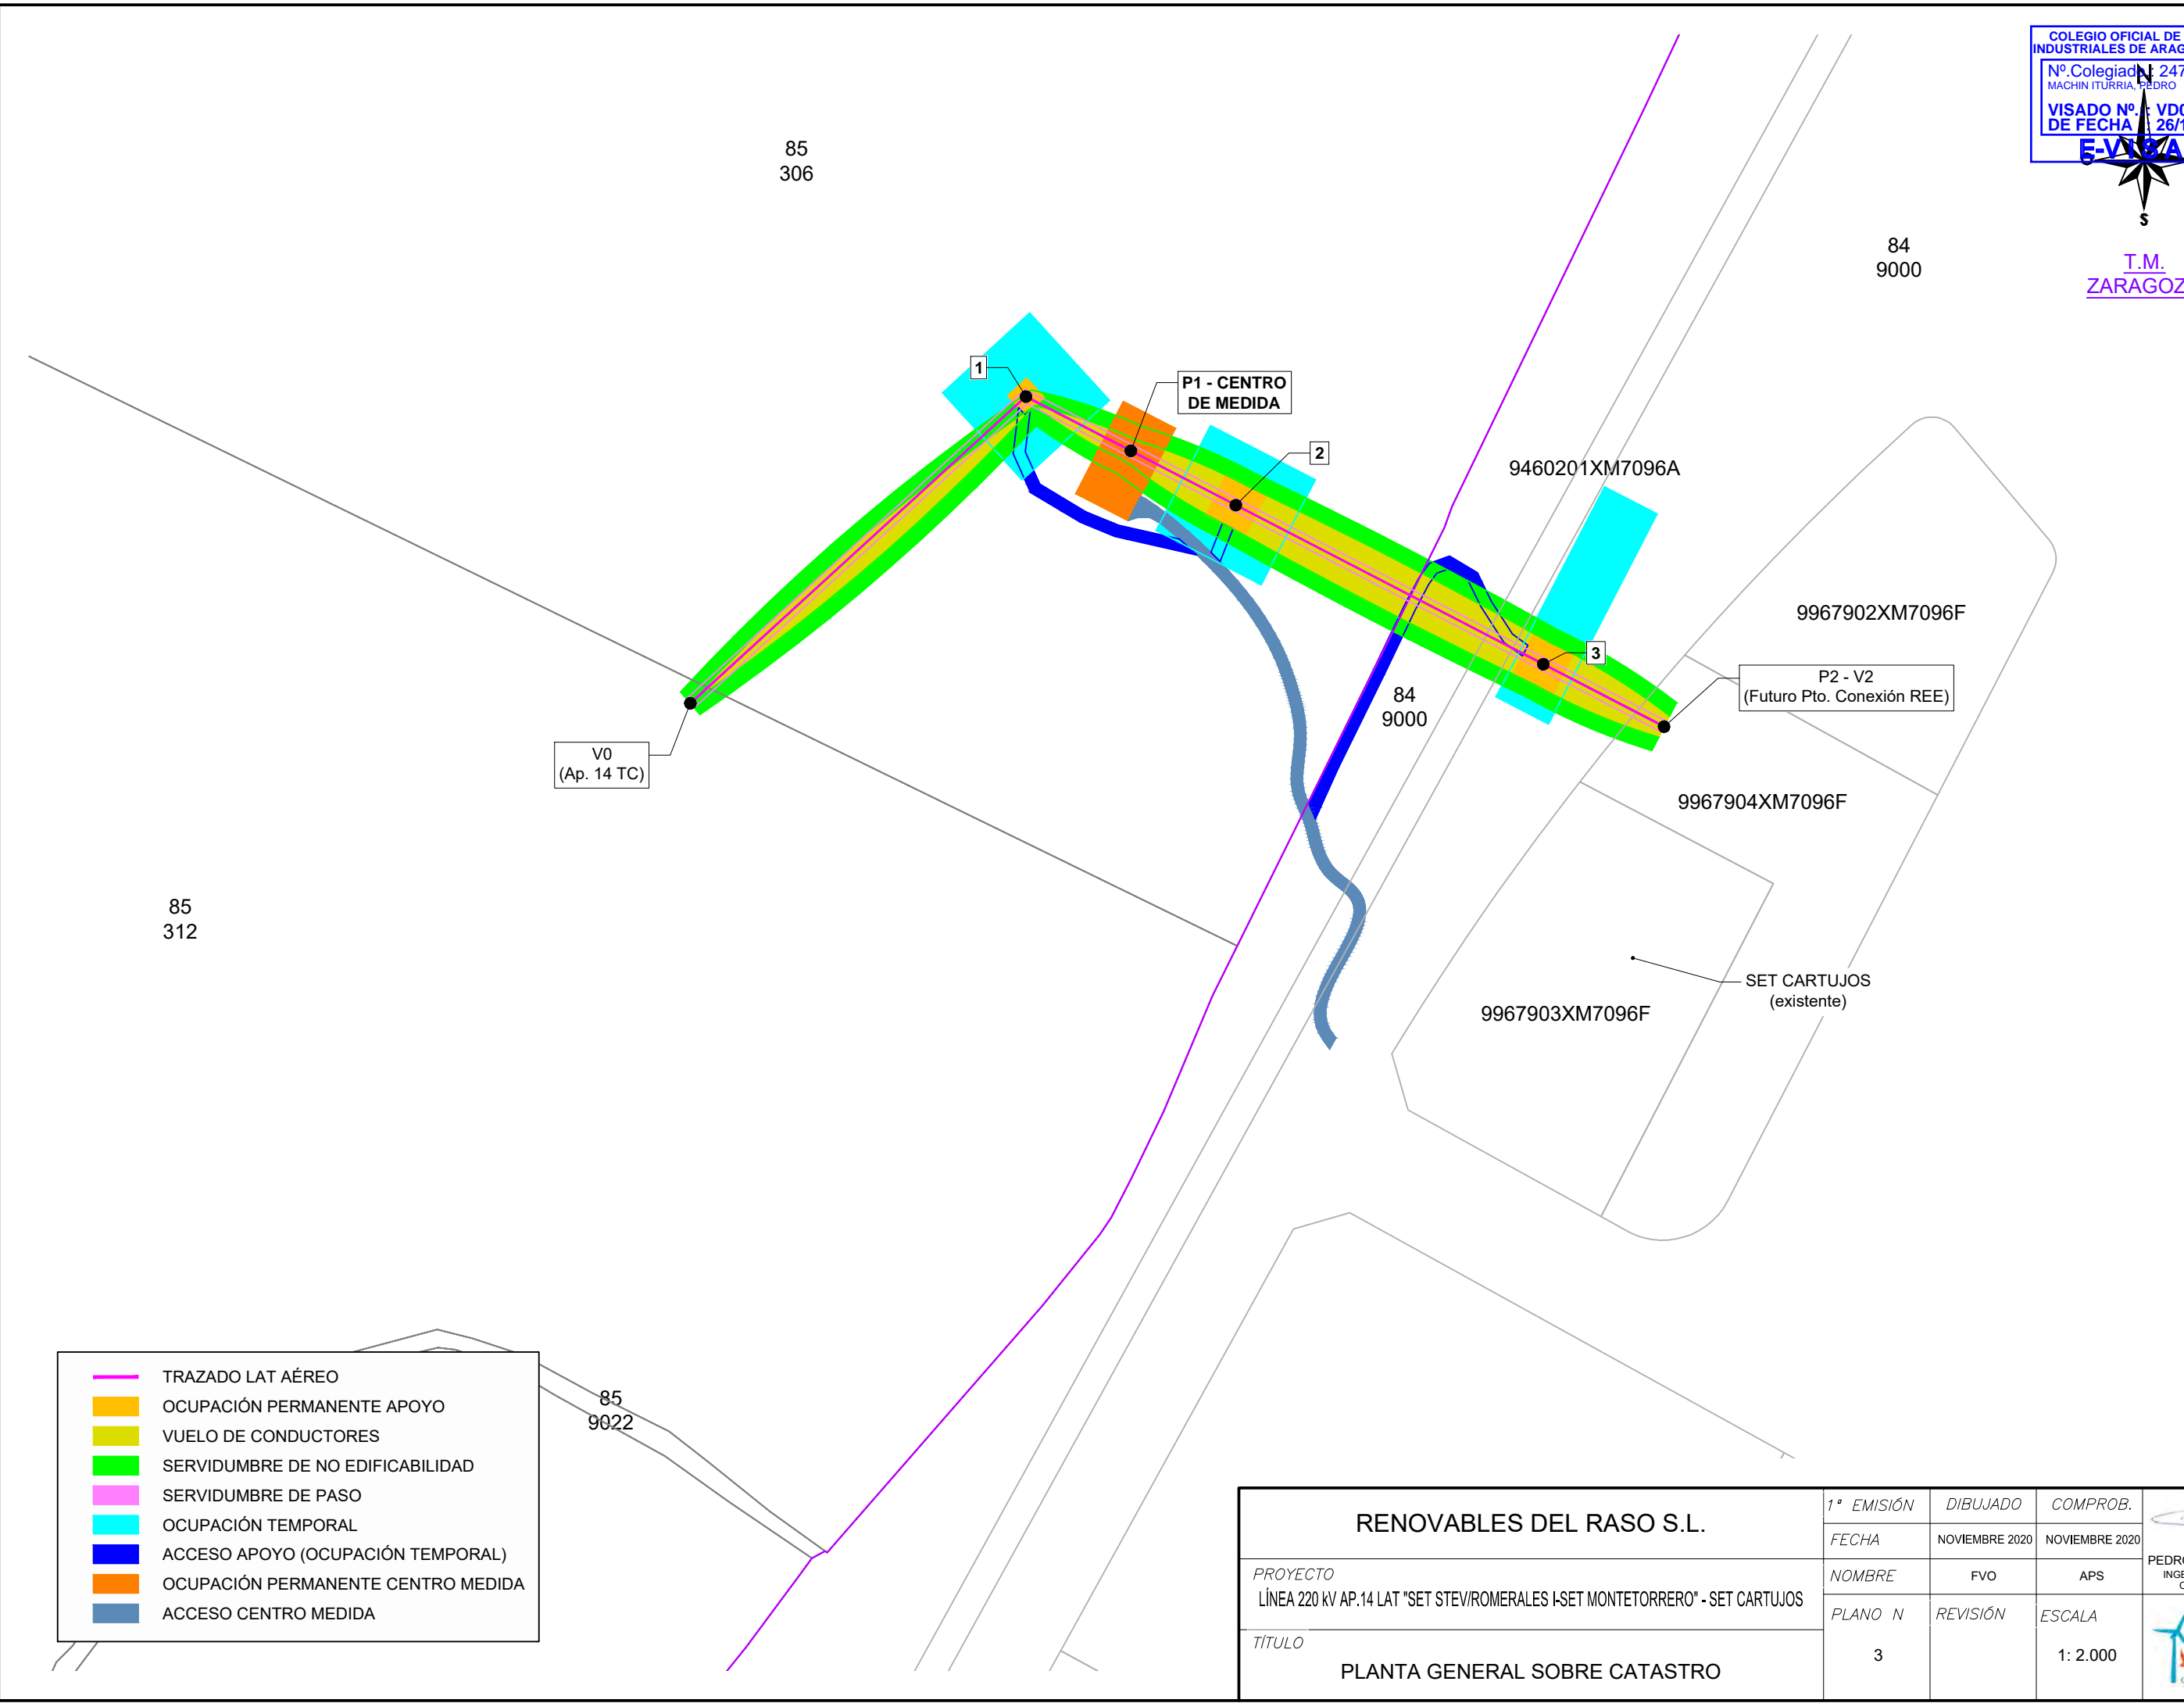 COLEGIO OFICIAL DE
INDUSTRIALES DE ARAG
Nº.Colegiado.: 247
MACHIN ITURRIA, PEDRO
VISADO Nº. : VD0
DE FECHA : 26/1
E-VISA
N
S
T.M.
ZARAGOZ
85
306
84
9000
1
P1 - CENTRO
DE MEDIDA
2
9460201XM7096A
9967902XM7096F
3
P2 - V2
(Futuro Pto. Conexión REE)
84
9000
V0
(Ap. 14 TC)
9967904XM7096F
85
312
SET CARTUJOS
(existente)
9967903XM7096F
85
9022
TRAZADO LAT AÉREO
OCUPACIÓN PERMANENTE APOYO
VUELO DE CONDUCTORES
SERVIDUMBRE DE NO EDIFICABILIDAD
SERVIDUMBRE DE PASO
OCUPACIÓN TEMPORAL
ACCESO APOYO (OCUPACIÓN TEMPORAL)
OCUPACIÓN PERMANENTE CENTRO MEDIDA
ACCESO CENTRO MEDIDA
RENOVABLES DEL RASO S.L.
PROYECTO
LÍNEA 220 kV AP.14 LAT "SET STEV/ROMERALES I-SET MONTETORRERO" - SET CARTUJOS
TÍTULO
PLANTA GENERAL SOBRE CATASTRO
1ª EMISIÓN DIBUJADO COMPROB.
FECHA NOVIEMBRE 2020 NOVIEMBRE 2020
NOMBRE FVO APS
PLANO N REVISIÓN ESCALA
3 1: 2.000
PEDRO
INGE